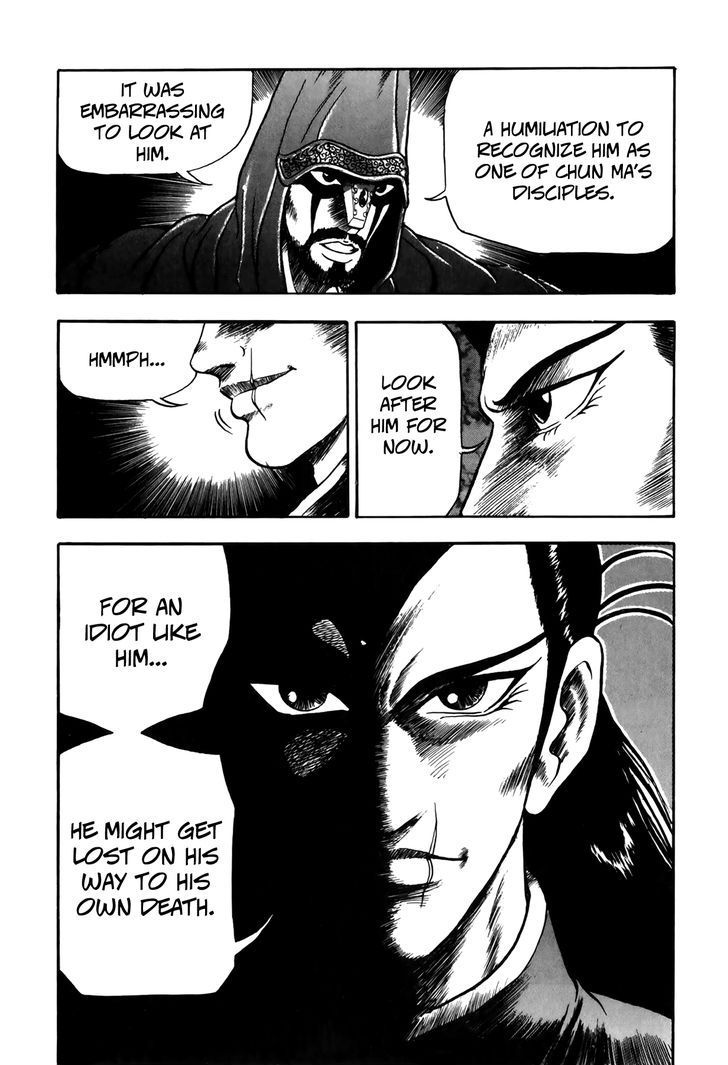 IT WAS
EMBARRASSING
TO LOOK AT
HIM.
A HUMILIATION TO
RECOGNIZE HIM AS
ONE OF CHUN MA'S
DISCIPLES.
HMMPH...
LOOK
AFTER
HIM FOR
NOW.
FOR AN
IDIOT LIKE
HIM...
HE MIGHT GET
LOST ON HIS
WAY TO HIS
OWN DEATH.